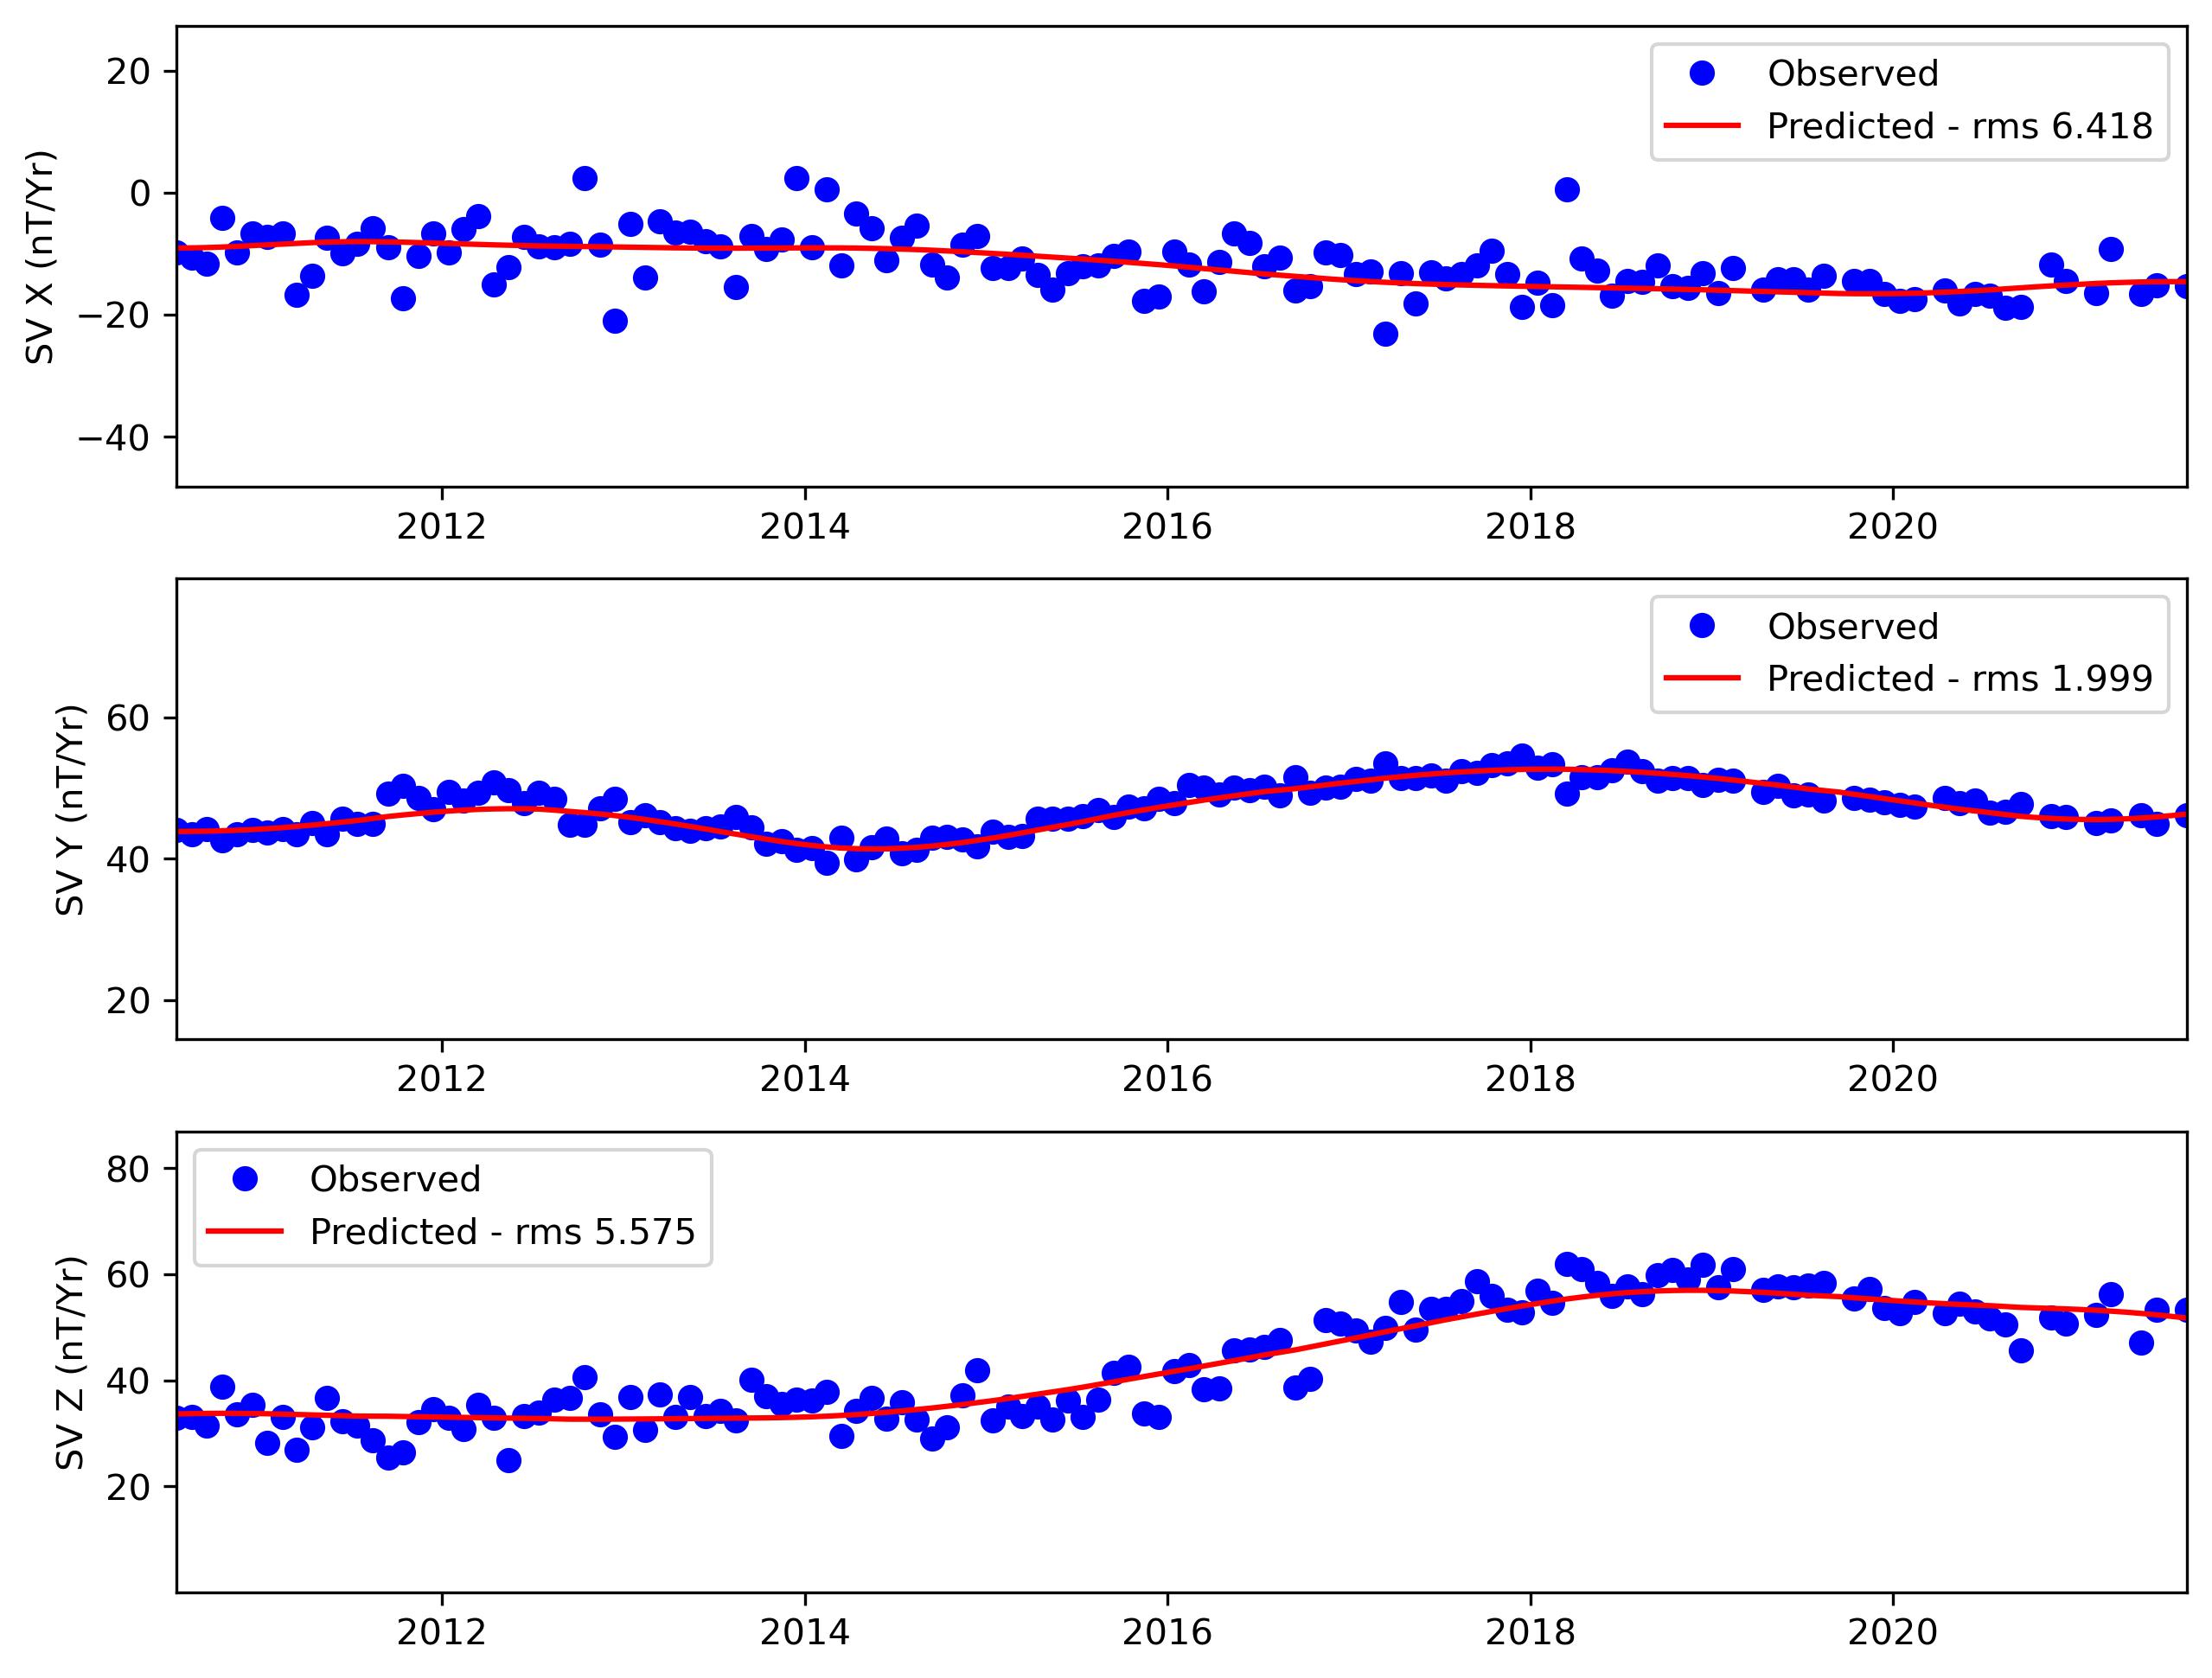 SV X (nT/Yr)
20
0
−20
−40
Observed
Predicted - rms 6.418
2012 2014 2016 2018 2020
SV Y (nT/Yr)
60
40
20
Observed
Predicted - rms 1.999
2012 2014 2016 2018 2020
SV Z (nT/Yr)
80
60
40
20
Observed
Predicted - rms 5.575
2012 2014 2016 2018 2020